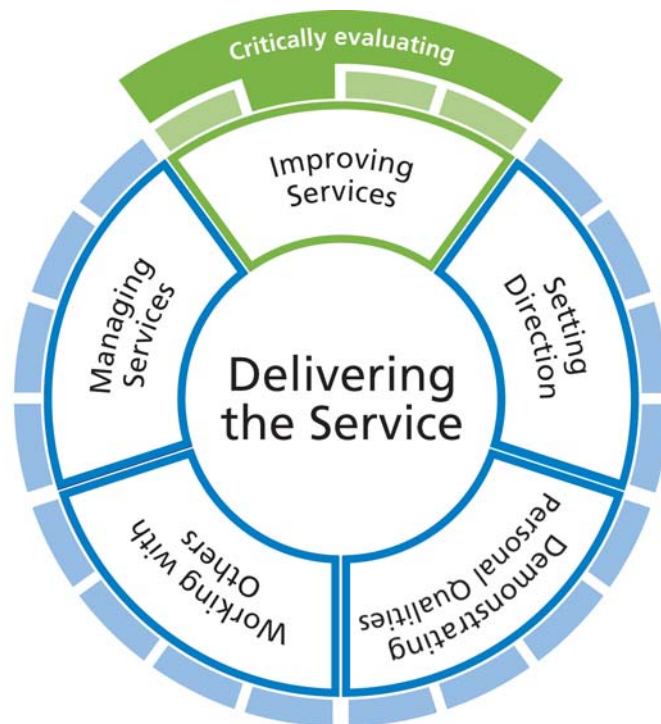 Critically evaluating
Improving
Services
Setting
Direction
Demonstrating
Personal Qualities
Working with
Others
Managing
Services
Delivering
the Service